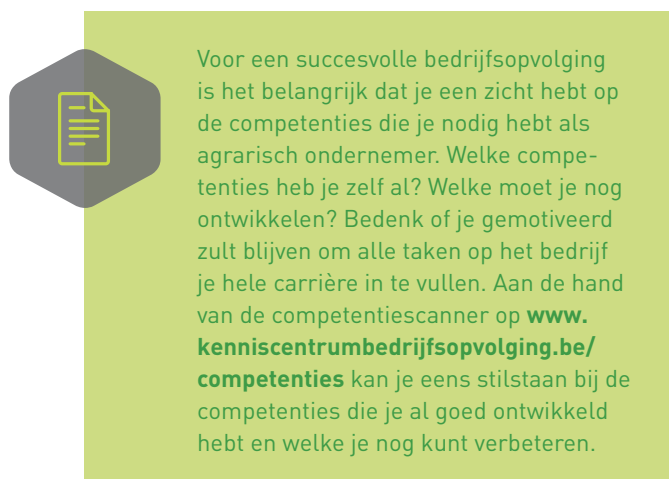 Voor een succesvolle bedrijfsopvolging
is het belangrijk dat je een zicht hebt op
de competenties die je nodig hebt als
agrarisch ondernemer. Welke compe-
tenties heb je zelf al? Welke moet je nog
ontwikkelen? Bedenk of je gemotiveerd
zult blijven om alle taken op het bedrijf
je hele carrière in te vullen. Aan de hand
van de competentiescanner op www.
kenniscentrumbedrijfsopvolging.be/
competenties kan je eens stilstaan bij de
competenties die je al goed ontwikkeld
hebt en welke je nog kunt verbeteren.